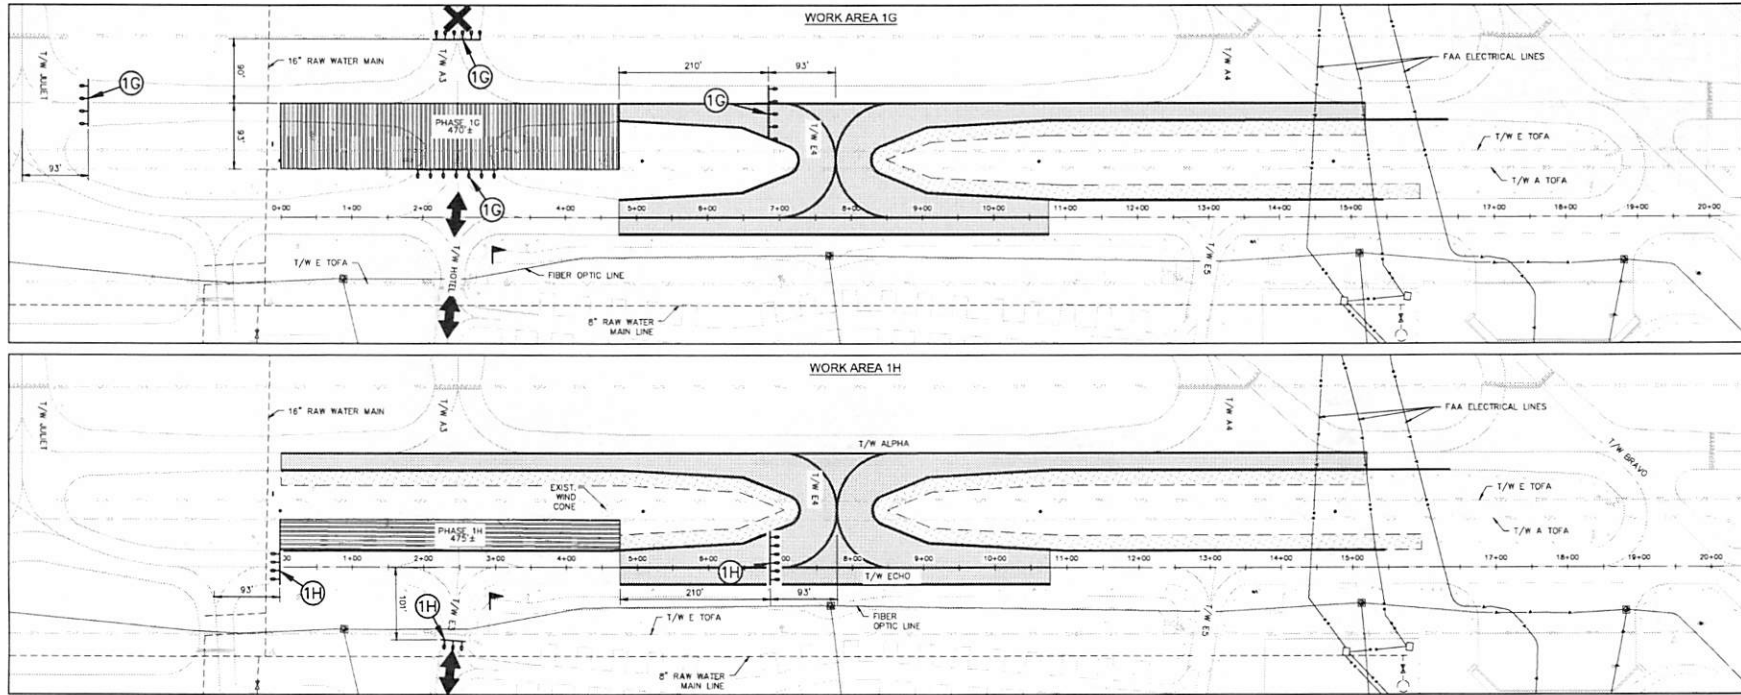 WORK AREA 1G
T/W JULIET
1G
90'
93'
93'
16" RAW WATER MAIN
T/W A3
1G
PHASE 1G
470'±
210'
93'
1G
T/W E4
T/W A4
FAA ELECTRICAL LINES
T/W E TOFA
T/W A TOFA
0+00
1+00
2+00
4+00
5+00
6+00
7+00
8+00
9+00
10+00
11+00
12+00
13+00
14+00
15+00
17+00
18+00
19+00
20+00
1G
T/W HOTEL
T/W E TOFA
FIBER OPTIC LINE
8" RAW WATER
MAIN LINE
T/W E5
WORK AREA 1H
T/W JULIET
16" RAW WATER MAIN
T/W A3
T/W ALPHA
T/W E4
T/W A4
FAA ELECTRICAL LINES
T/W BRAVO
EXIST.
WIND
CONE
PHASE 1H
475'±
T/W E TOFA
T/W A TOFA
00
1+00
2+00
3+00
4+00
5+00
6+00
00
8+00
9+00
10+00
11+00
12+00
13+00
14+00
15+00
17+00
18+00
19+00
20+00
1H
93'
101'
1H
T/W E3
210'
1H
93'
T/W ECHO
T/W E TOFA
FIBER
OPTIC LINE
8" RAW WATER
MAIN LINE
T/W E5